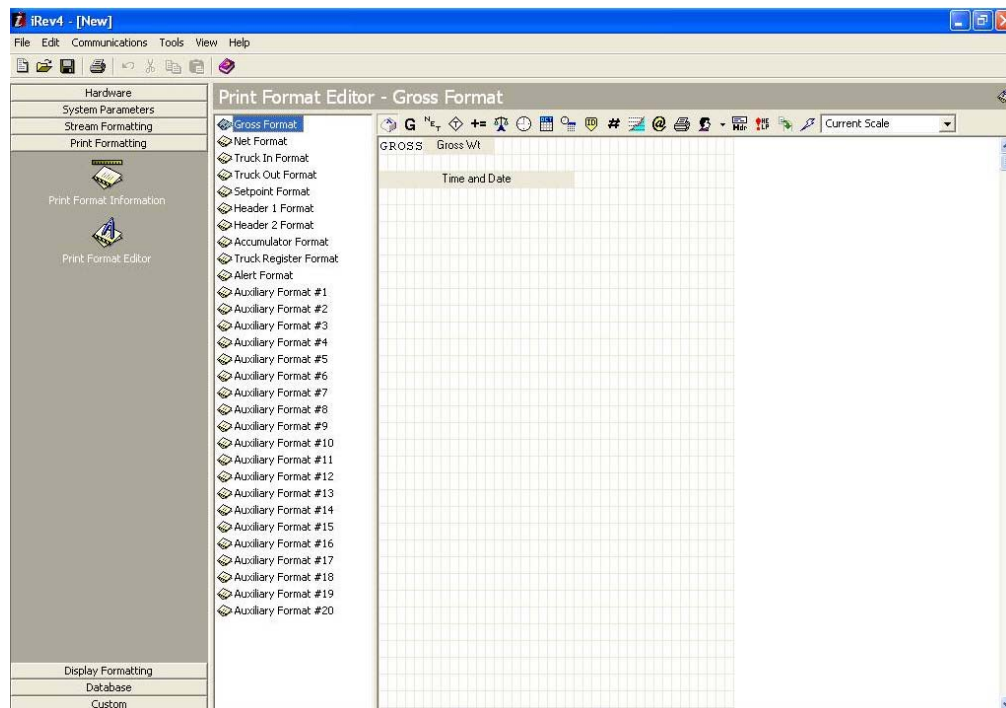 iRev4 - [New]
File Edit Communications Tools View Help
Hardware
System Parameters
Stream Formatting
Print Formatting
Print Format Information
Print Format Editor
Display Formatting
Database
Custom
Print Format Editor - Gross Format
Gross Format
Net Format
Truck In Format
Truck Out Format
Setpoint Format
Header 1 Format
Header 2 Format
Accumulator Format
Truck Register Format
Alert Format
Auxiliary Format #1
Auxiliary Format #2
Auxiliary Format #3
Auxiliary Format #4
Auxiliary Format #5
Auxiliary Format #6
Auxiliary Format #7
Auxiliary Format #8
Auxiliary Format #9
Auxiliary Format #10
Auxiliary Format #11
Auxiliary Format #12
Auxiliary Format #13
Auxiliary Format #14
Auxiliary Format #15
Auxiliary Format #16
Auxiliary Format #17
Auxiliary Format #18
Auxiliary Format #19
Auxiliary Format #20
G NET T += ID # @ Hdr Current Scale
GROSS Gross Wt
Time and Date